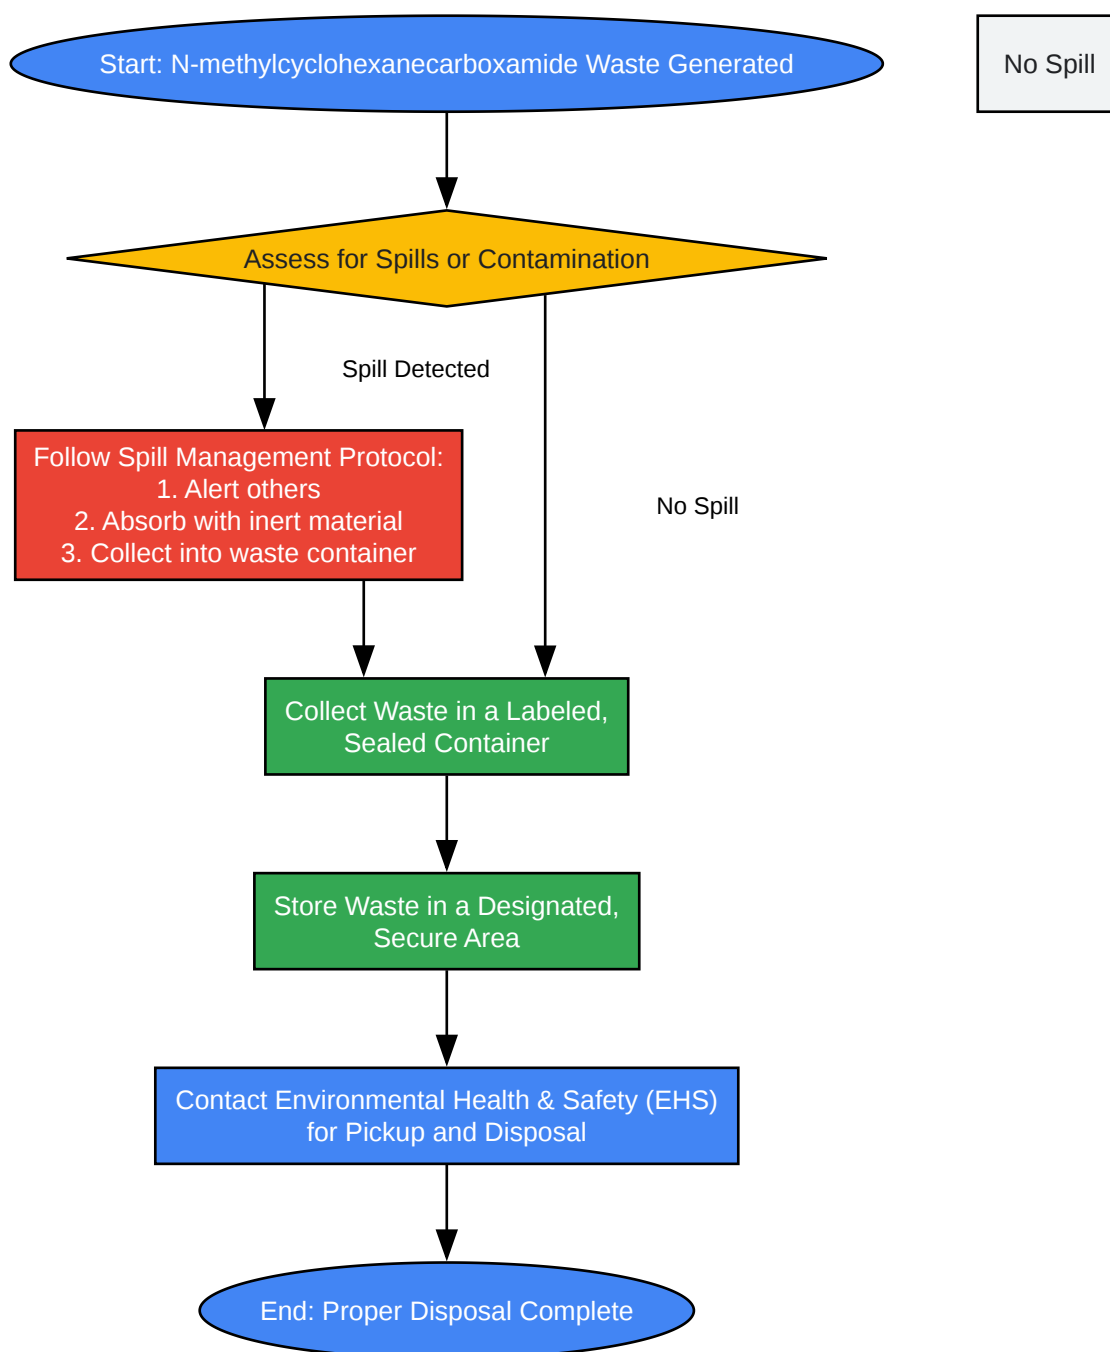 Start: N-methylcyclohexanecarboxamide Waste Generated
No Spill
Assess for Spills or Contamination
Spill Detected
Follow Spill Management Protocol:
1. Alert others
2. Absorb with inert material
3. Collect into waste container
No Spill
Collect Waste in a Labeled,
Sealed Container
Store Waste in a Designated,
Secure Area
Contact Environmental Health & Safety (EHS)
for Pickup and Disposal
End: Proper Disposal Complete